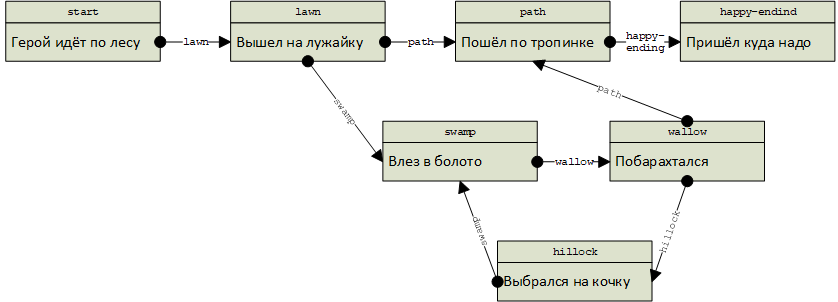 start
Герой идёт по лесу
lawn
lawn
Вышел на лужайку
path
path
Пошёл по тропинке
happy-
ending
happy-endind
Пришёл куда надо
swamp
path
swamp
Влез в болото
wallow
wallow
Побарахтался
swamp
hillock
hillock
Выбрался на кочку